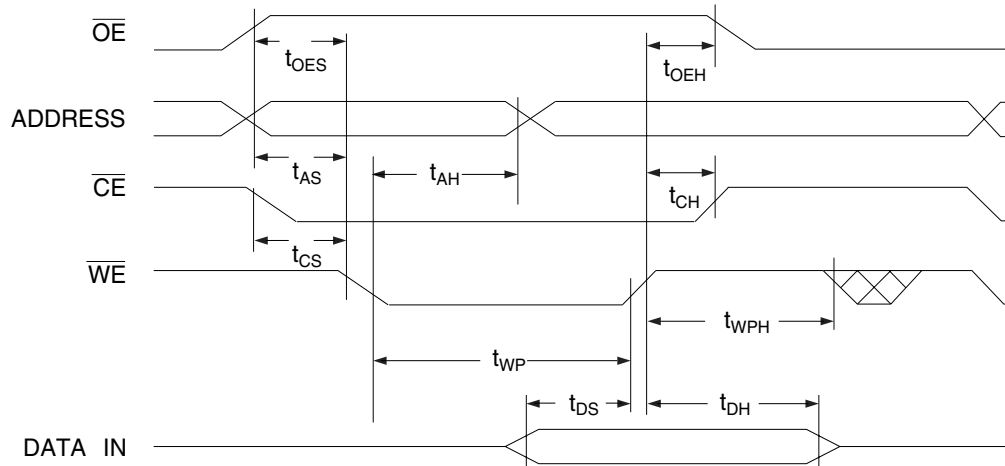 OE
tOES
tOEH
ADDRESS
tAS
tAH
tCH
CE
tCS
WE
tWPH
tWP
tDS
tDH
DATA IN